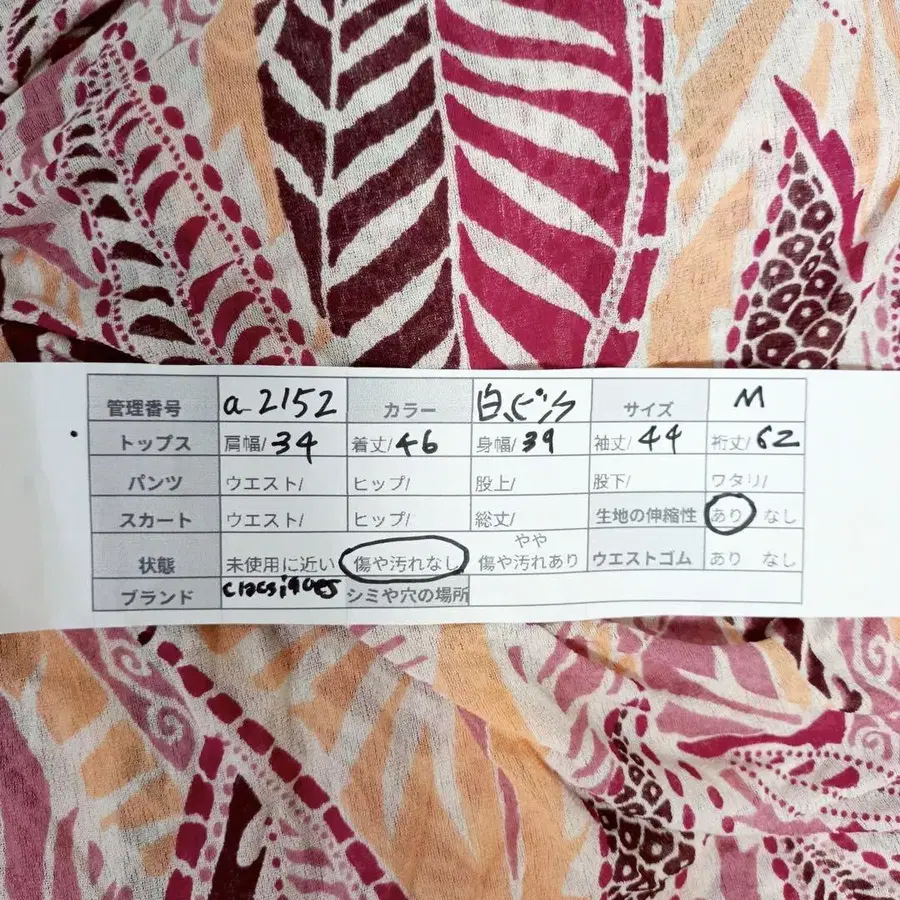 管理番号 a2152 カラー 白、ピンク サイズ M
トップス 肩幅/34 着丈/46 身幅/39 袖丈/44 裄丈/62
パンツ ウエスト/ ヒップ/ 股上/ 股下/ ワタリ/
スカート ウエスト/ ヒップ/ 総丈/ 生地の伸縮性 あり なし
状態 未使用に近い 傷や汚れなし やや傷や汚れあり ウエストゴム あり なし
ブランド classiques シミや穴の場所